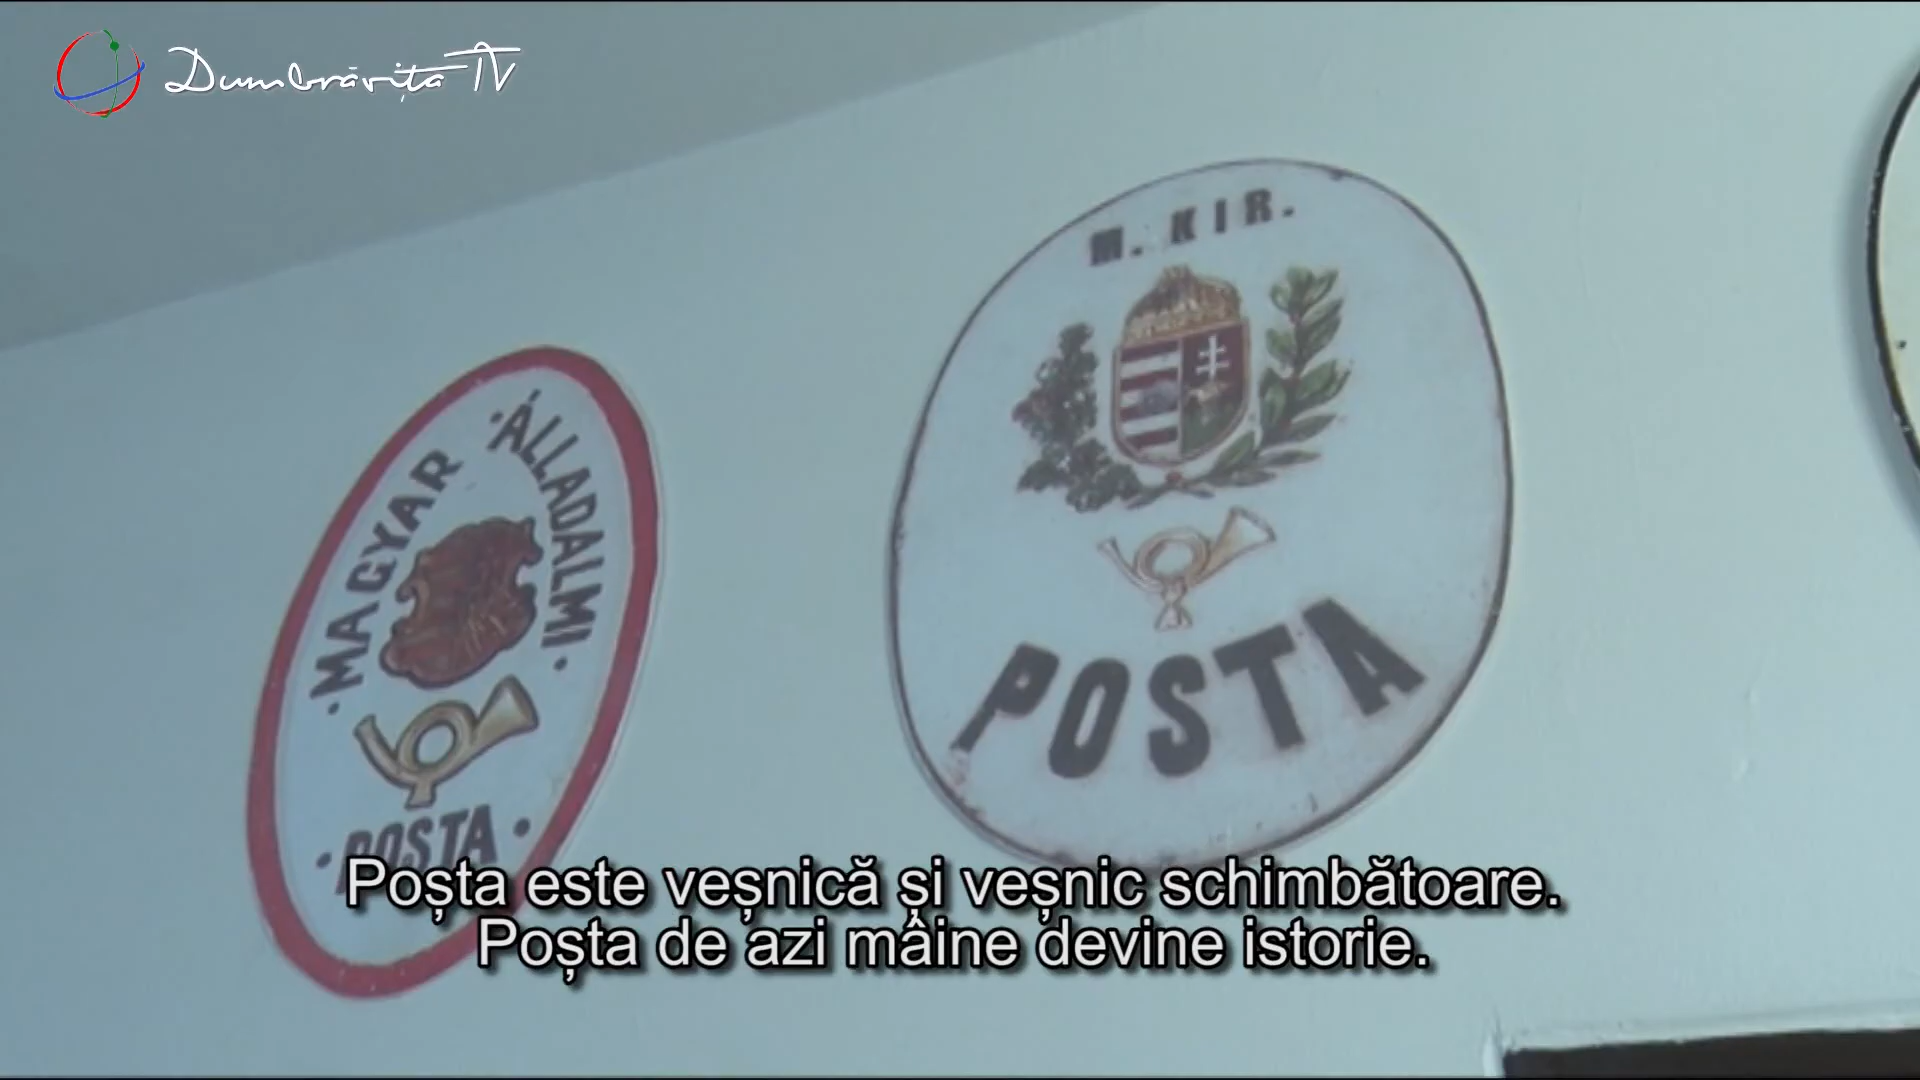 Dumbrăvița TV
M. KIR.
POSTA
MAGYAR ÁLLADALMI
POSTA
Poșta este veșnică și veșnic schimbătoare.
Poșta de azi mâine devine istorie.